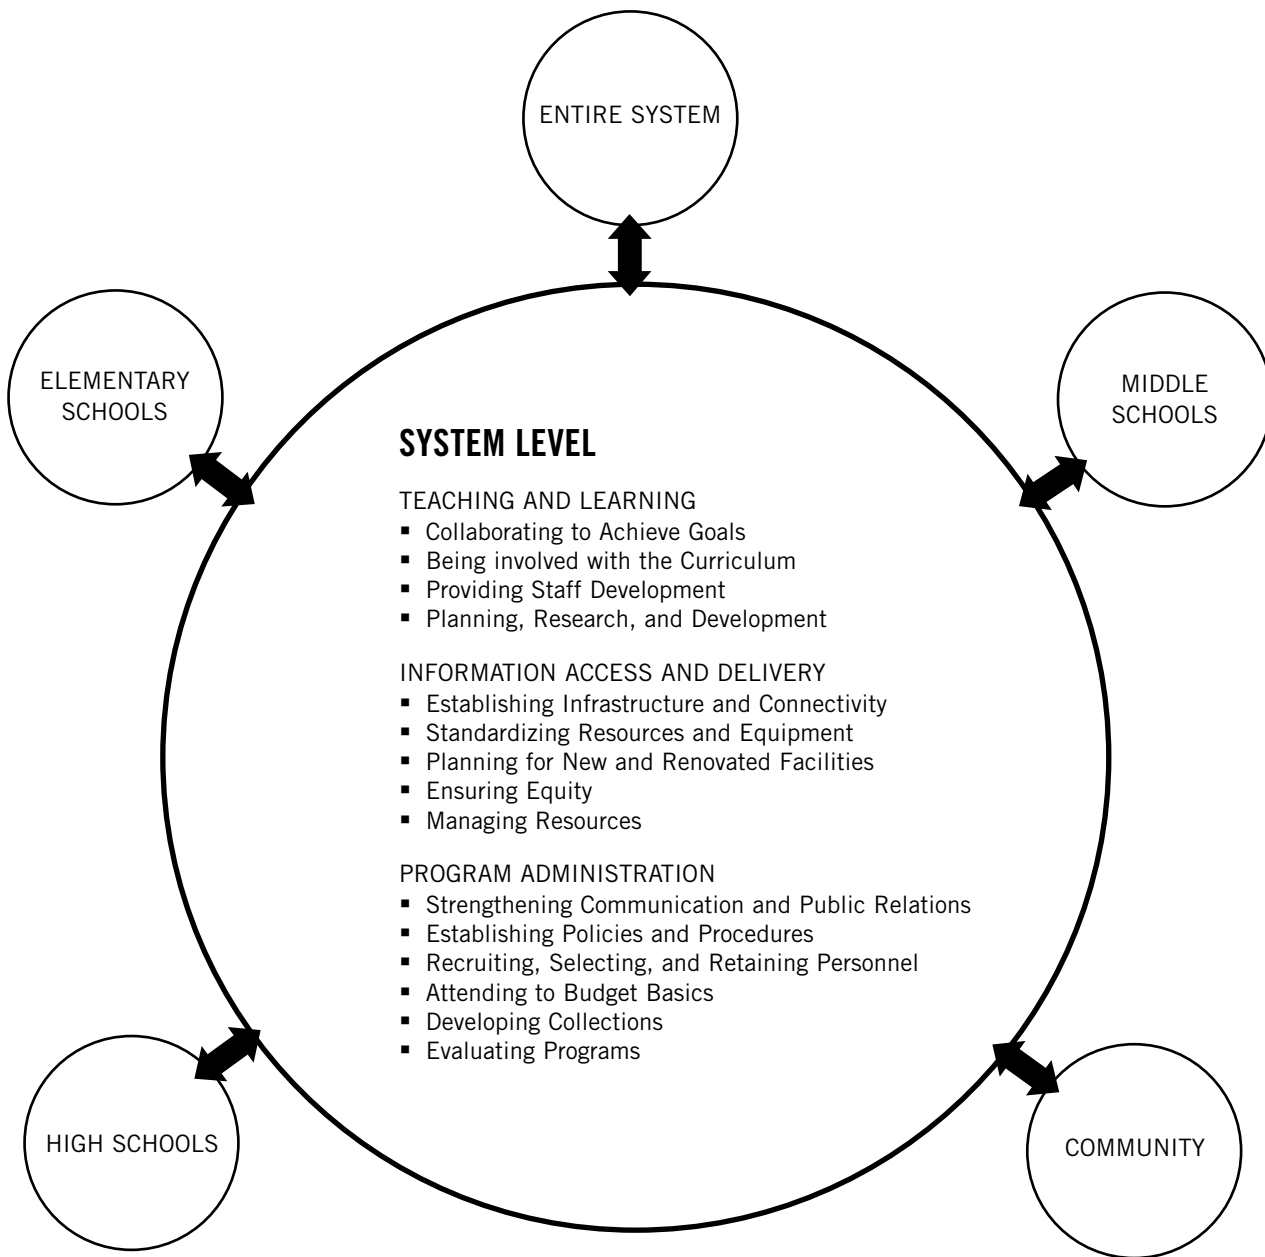 ENTIRE SYSTEM
ELEMENTARY
SCHOOLS
MIDDLE
SCHOOLS
SYSTEM LEVEL
TEACHING AND LEARNING
▪ Collaborating to Achieve Goals
▪ Being involved with the Curriculum
▪ Providing Staff Development
▪ Planning, Research, and Development
INFORMATION ACCESS AND DELIVERY
▪ Establishing Infrastructure and Connectivity
▪ Standardizing Resources and Equipment
▪ Planning for New and Renovated Facilities
▪ Ensuring Equity
▪ Managing Resources
PROGRAM ADMINISTRATION
▪ Strengthening Communication and Public Relations
▪ Establishing Policies and Procedures
▪ Recruiting, Selecting, and Retaining Personnel
▪ Attending to Budget Basics
▪ Developing Collections
▪ Evaluating Programs
HIGH SCHOOLS
COMMUNITY